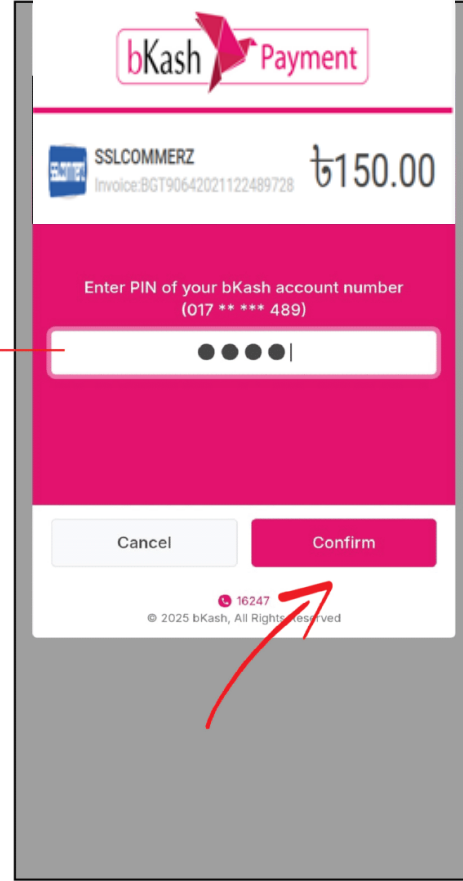 bKash Payment
SSLCOMMERZ
SSLCOMMERZ
Invoice:BGT90642021122489728
৳150.00
Enter PIN of your bKash account number
(017 ** *** 489)
Cancel
Confirm
16247
© 2025 bKash, All Rights Reserved